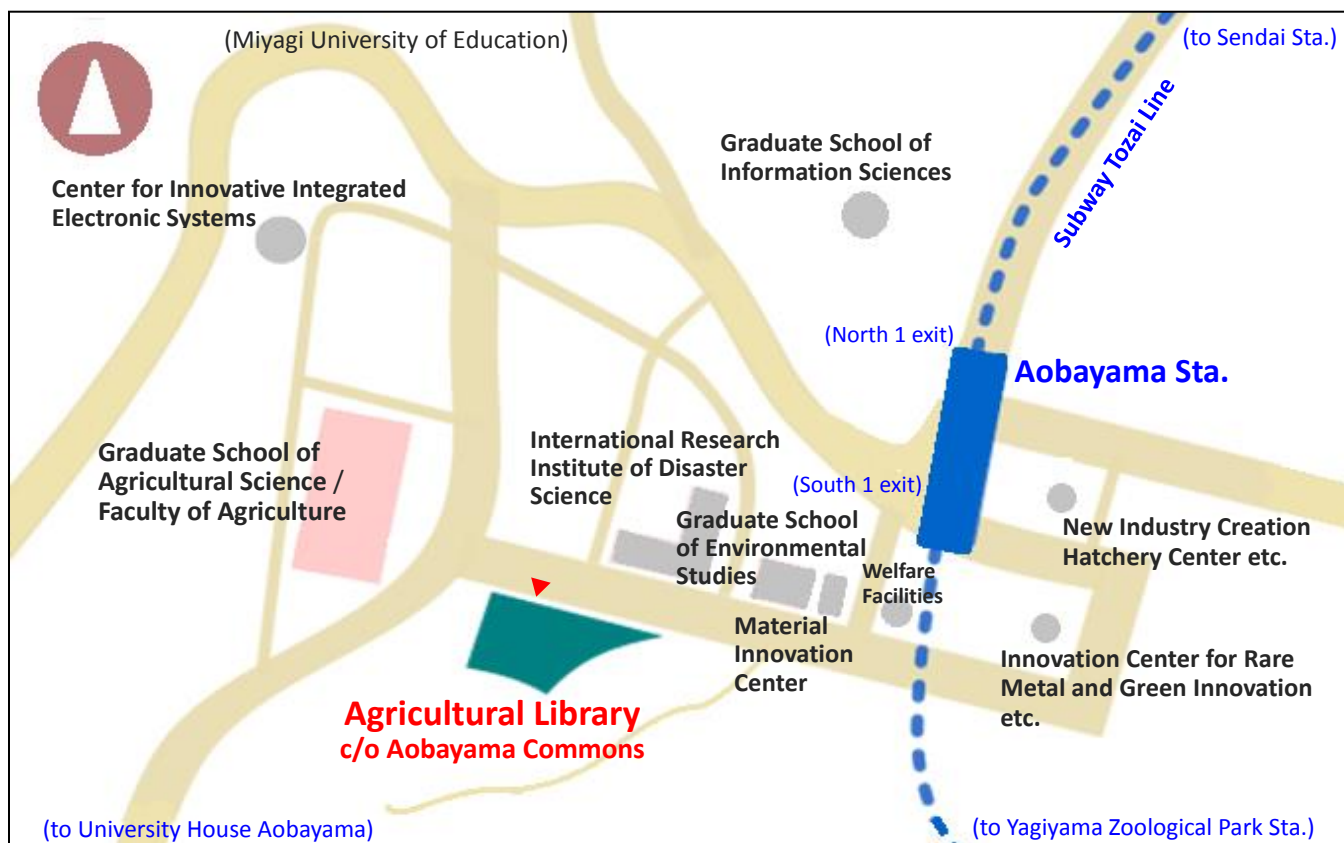 (Miyagi University of Education)
(to Sendai Sta.)
Subway Tozai Line
Graduate School of
Information Sciences
Center for Innovative Integrated
Electronic Systems
(North 1 exit)
Aobayama Sta.
Graduate School of
Agricultural Science /
Faculty of Agriculture
International Research
Institute of Disaster
Science
(South 1 exit)
Graduate School
of Environmental
Studies
New Industry Creation
Hatchery Center etc.
Welfare
Facilities
Material
Innovation
Center
Innovation Center for Rare
Metal and Green Innovation
etc.
Agricultural Library
c/o Aobayama Commons
(to University House Aobayama)
(to Yagiyama Zoological Park Sta.)